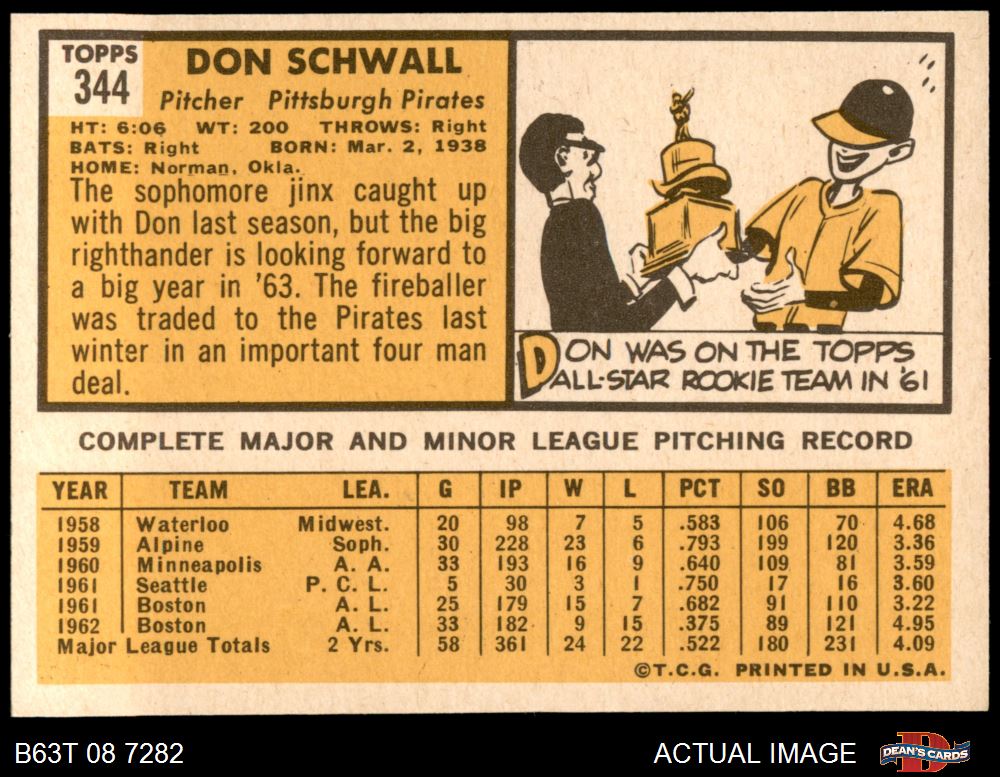 TOPPS
344
DON SCHWALL
Pitcher Pittsburgh Pirates
HT: 6:06 WT: 200 THROWS: Right
BATS: Right BORN: Mar. 2, 1938
HOME: Norman, Okla.
The sophomore jinx caught up
with Don last season, but the big
righthander is looking forward to
a big year in '63. The fireballer
was traded to the Pirates last
winter in an important four man
deal.
DON WAS ON THE TOPPS
ALL-STAR ROOKIE TEAM IN '61
COMPLETE MAJOR AND MINOR LEAGUE PITCHING RECORD
YEAR TEAM LEA. G IP W L PCT SO BB ERA
1958 Waterloo Midwest. 20 98 7 5 .583 106 70 4.68
1959 Alpine Soph. 30 228 23 6 .793 199 120 3.36
1960 Minneapolis A. A. 33 193 16 9 .640 109 81 3.59
1961 Seattle P. C. L. 5 30 3 1 .750 17 16 3.60
1961 Boston A. L. 25 179 15 7 .682 91 110 3.22
1962 Boston A. L. 33 182 9 15 .375 89 121 4.95
Major League Totals 2 Yrs. 58 361 24 22 .522 180 231 4.09
©T.C.G. PRINTED IN U.S.A.
B63T 08 7282 ACTUAL IMAGE DEAN'S CARDS